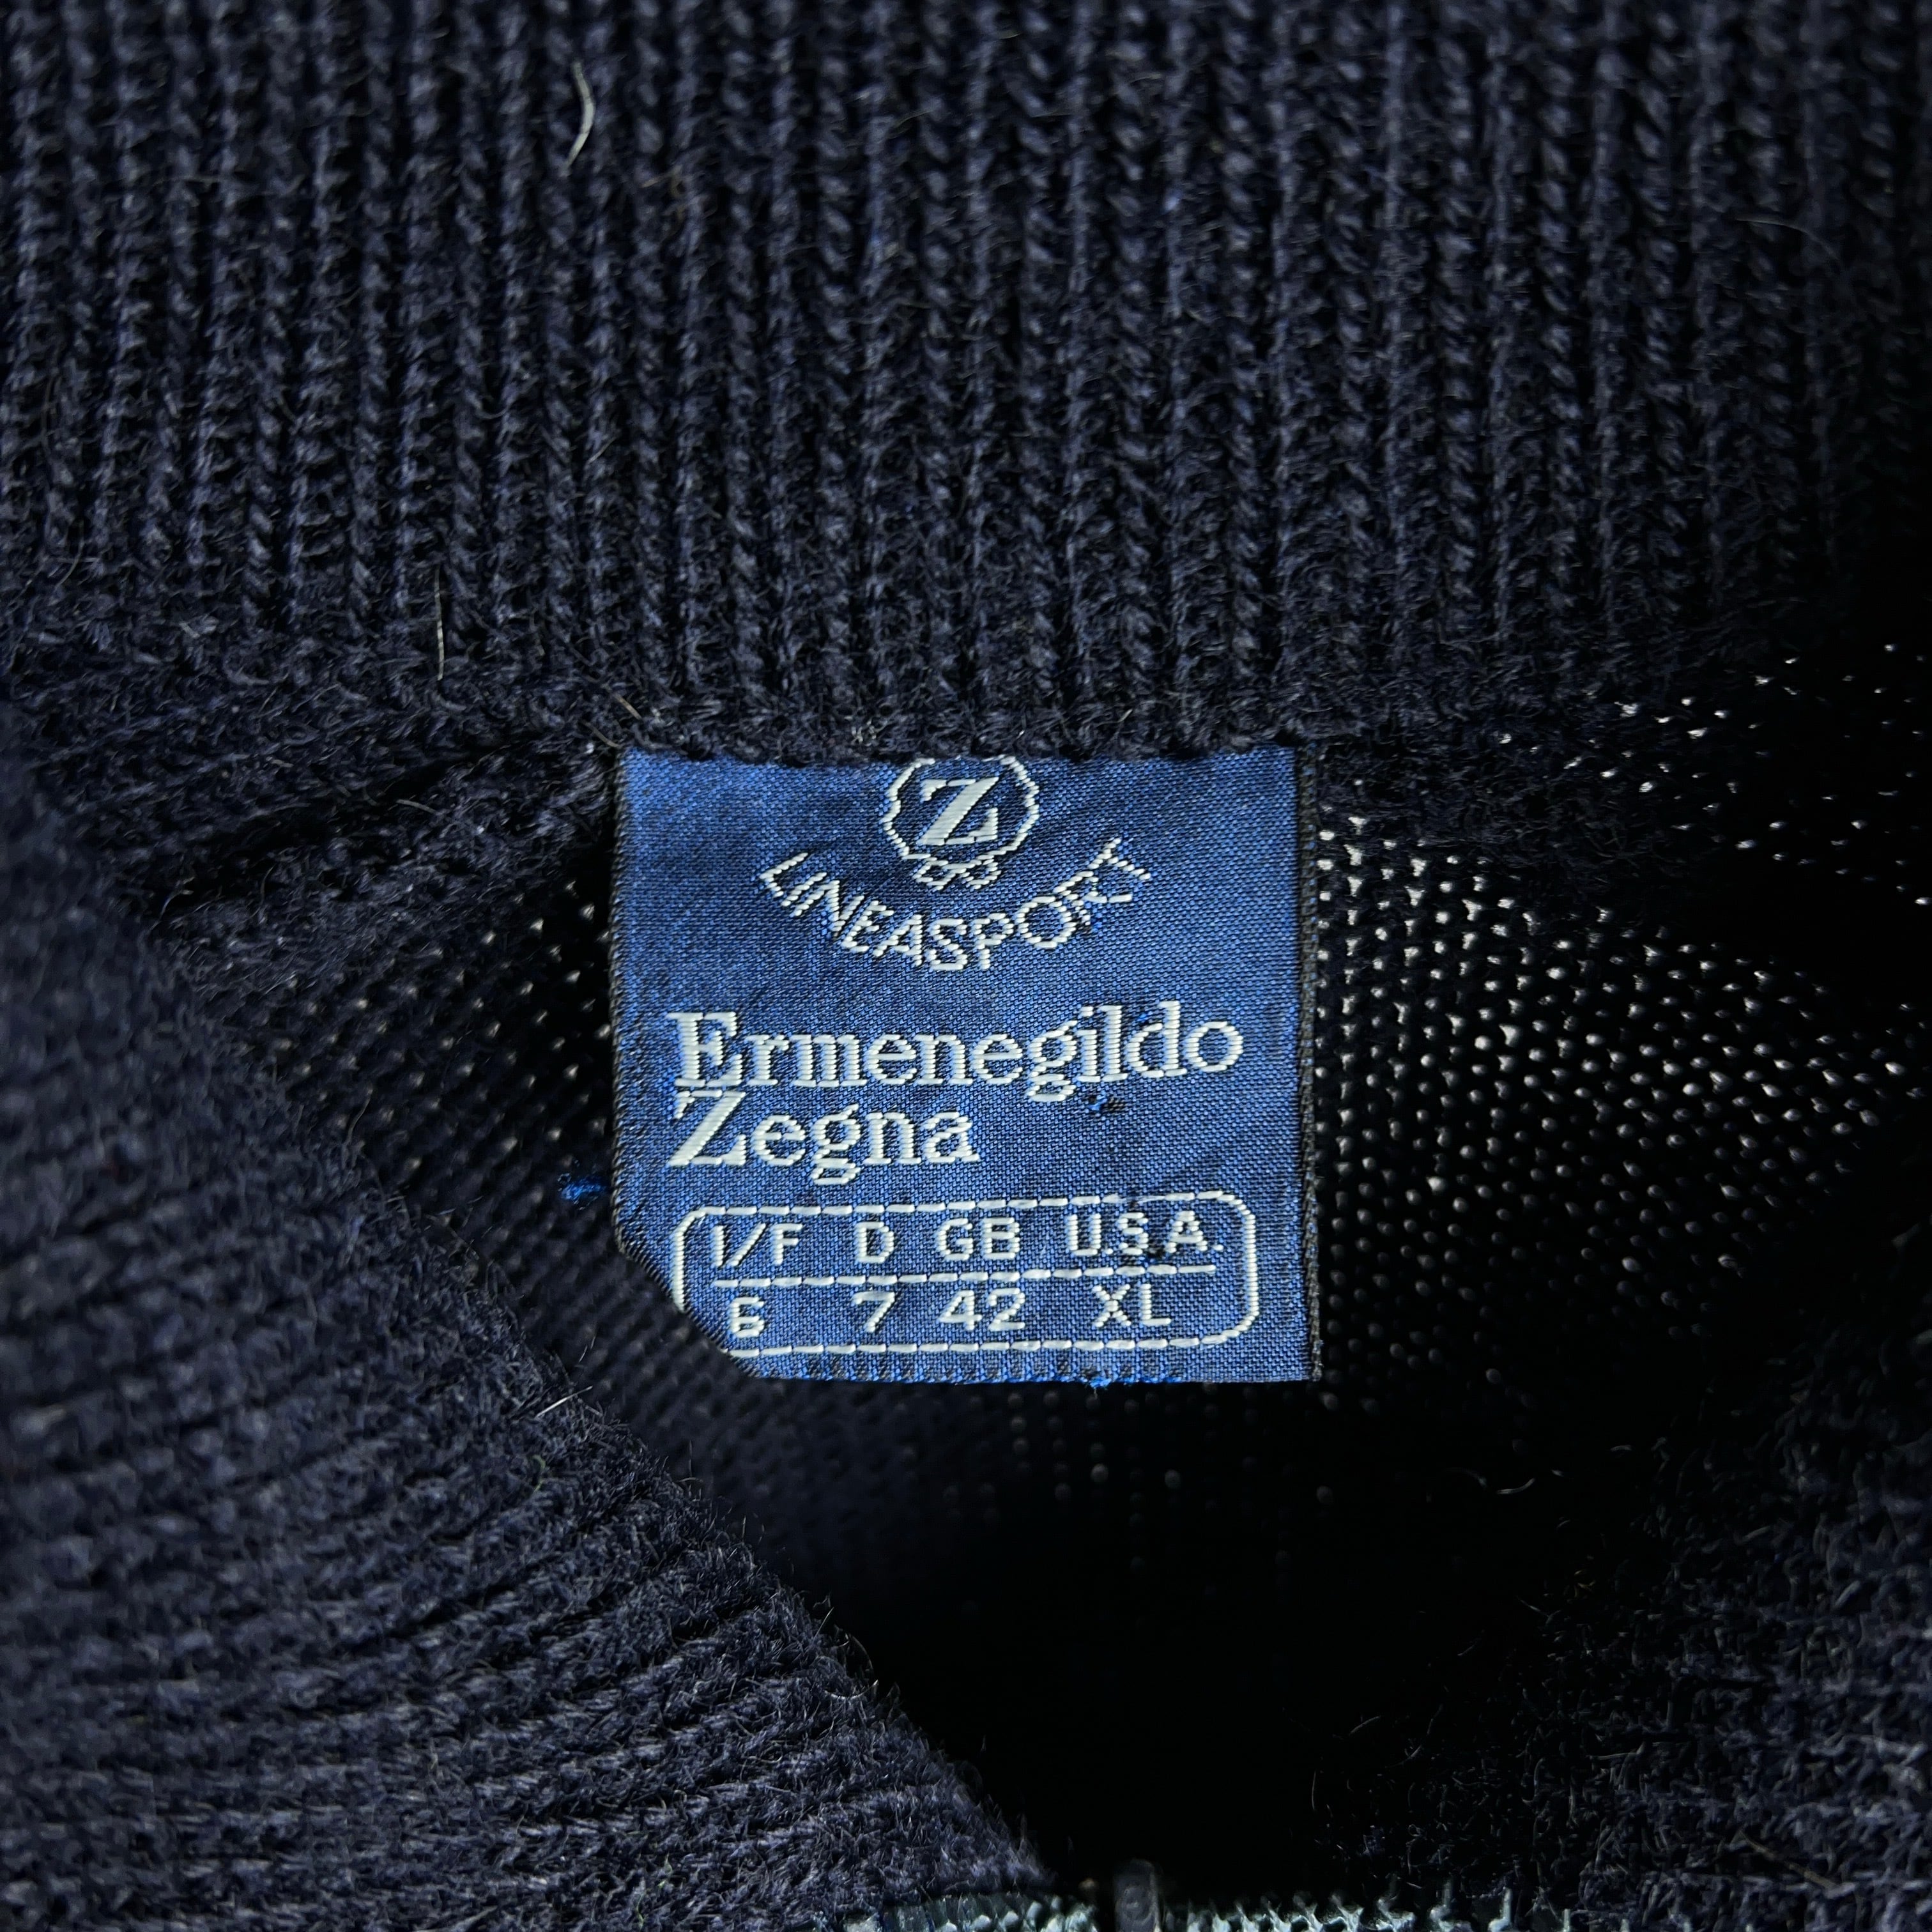 Z
LINEASPORT
Ermenegildo
Zegna
I/F D GB U.S.A.
6 7 42 XL